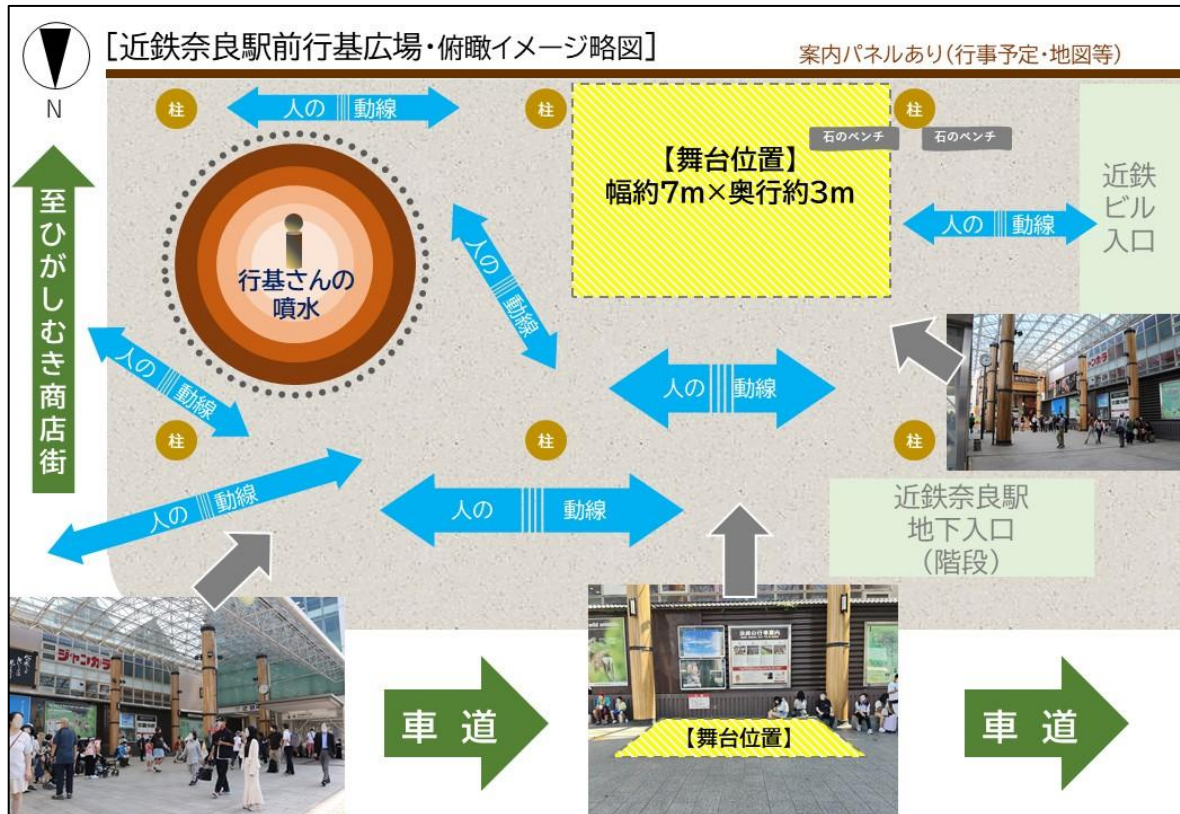 [近鉄奈良駅前行基広場・俯瞰イメージ略図]
案内パネルあり(行事予定・地図等)
N
柱
人の 動線
柱
柱
石のベンチ
石のベンチ
【舞台位置】
幅約7m×奥行約3m
近鉄
ビル
入口
人の 動線
至ひがしむき商店街
行基さんの
噴水
人の 動線
人の 動線
人の 動線
柱
柱
柱
人の 動線
人の 動線
近鉄奈良駅
地下入口
(階段)
ジャンカラ
ジャンカラ
車道
【舞台位置】
車道